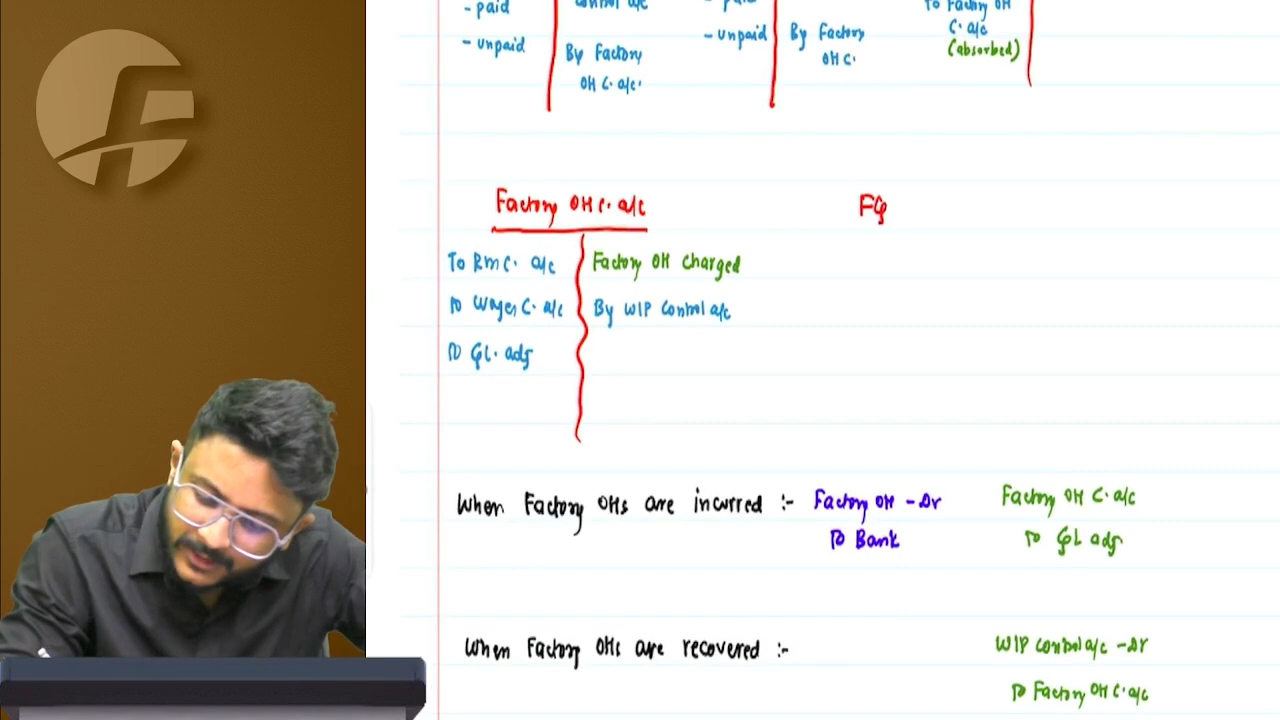 - paid
control a/c
- paid
To Factory OH
- unpaid
By Factory
OH C. a/c.
- unpaid
By Factory
OH C.
C. a/c
(absorbed)
Factory OH C. a/c
FG
To RMC. a/c
Factory OH charged
To Wages C. a/c
By WIP Control a/c
To GL. adj
When Factory OHs are incurred :- Factory OH - Dr
To Bank
Factory OH C. a/c
To GL adj
When Factory OHs are recovered :-
WIP control a/c - Dr
To Factory OH C. a/c